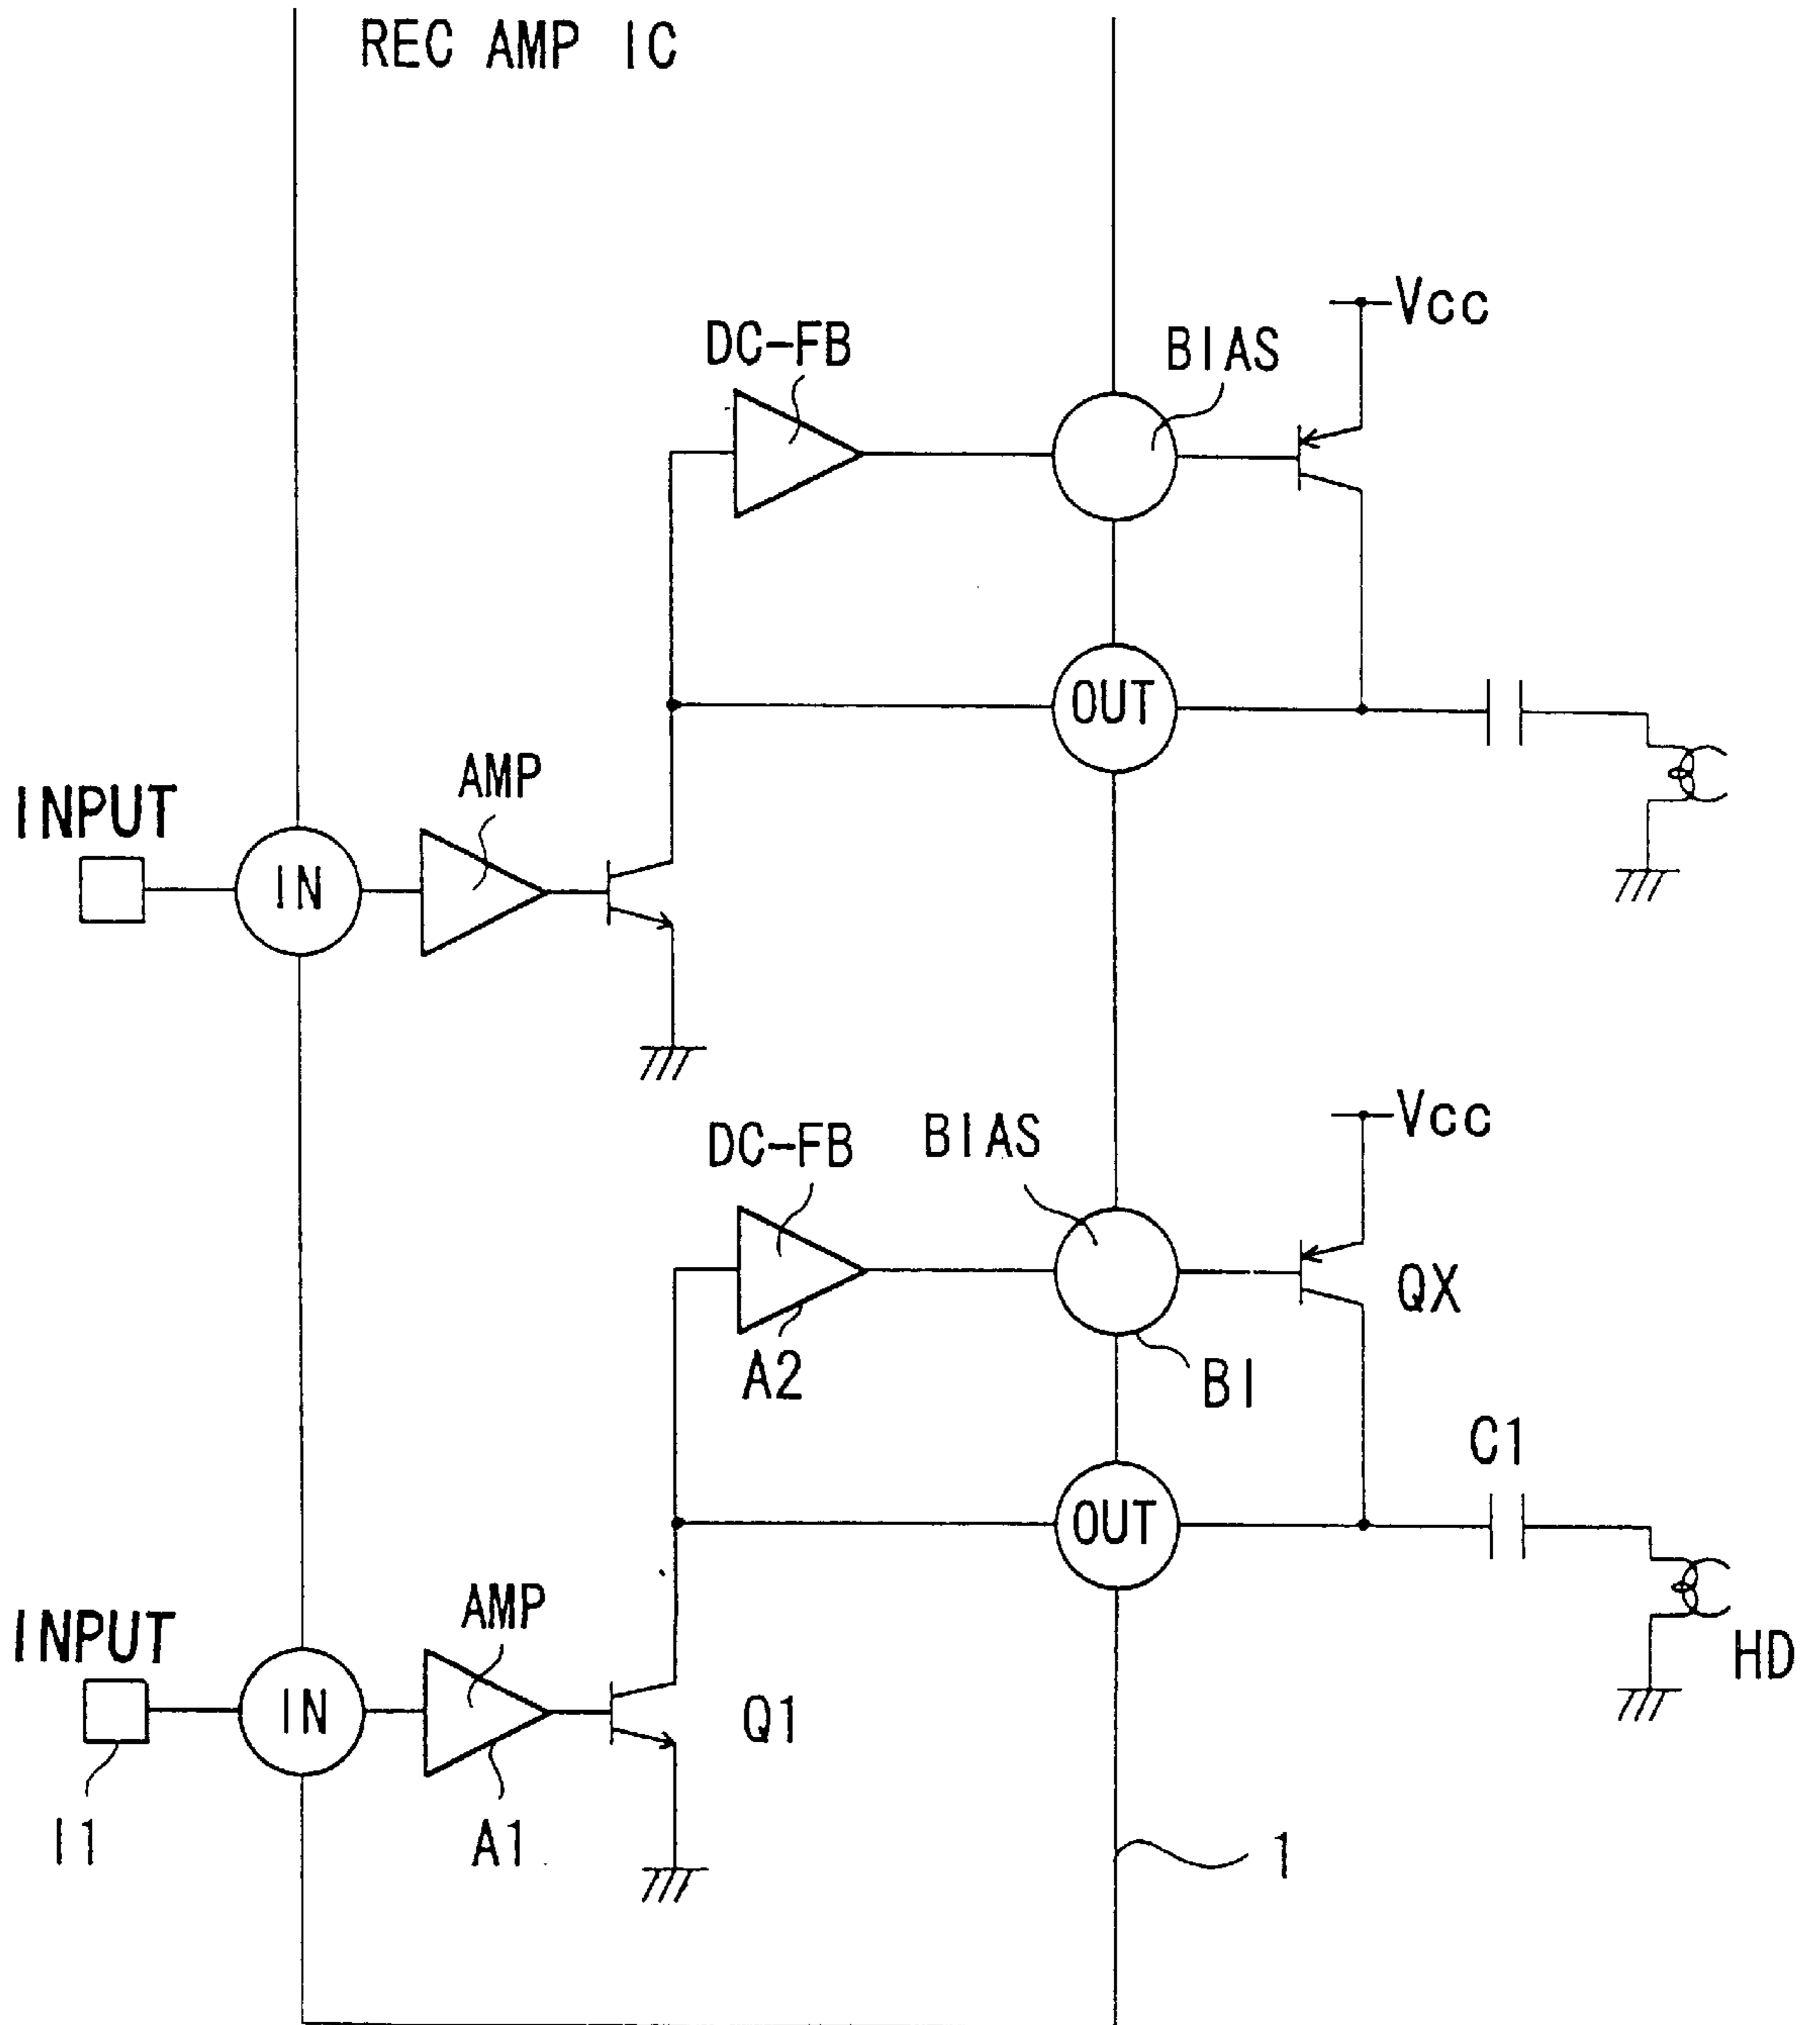 REC AMP IC
Vcc
DC-FB
BIAS
OUT
AMP
INPUT
IN
Vcc
DC-FB
BIAS
QX
A2
BI
C1
OUT
AMP
INPUT
HD
IN
Q1
I1
A1
1